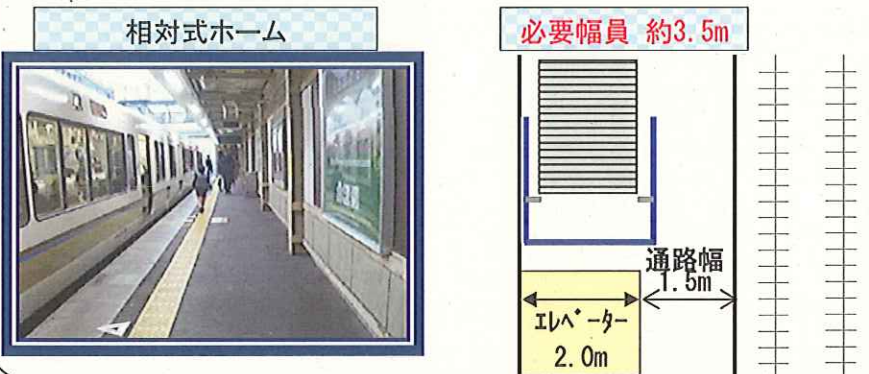 相対式ホーム
必要幅員 約3.5m
通路幅
1.5m
ｴﾚﾍﾞｰﾀｰ
2.0m